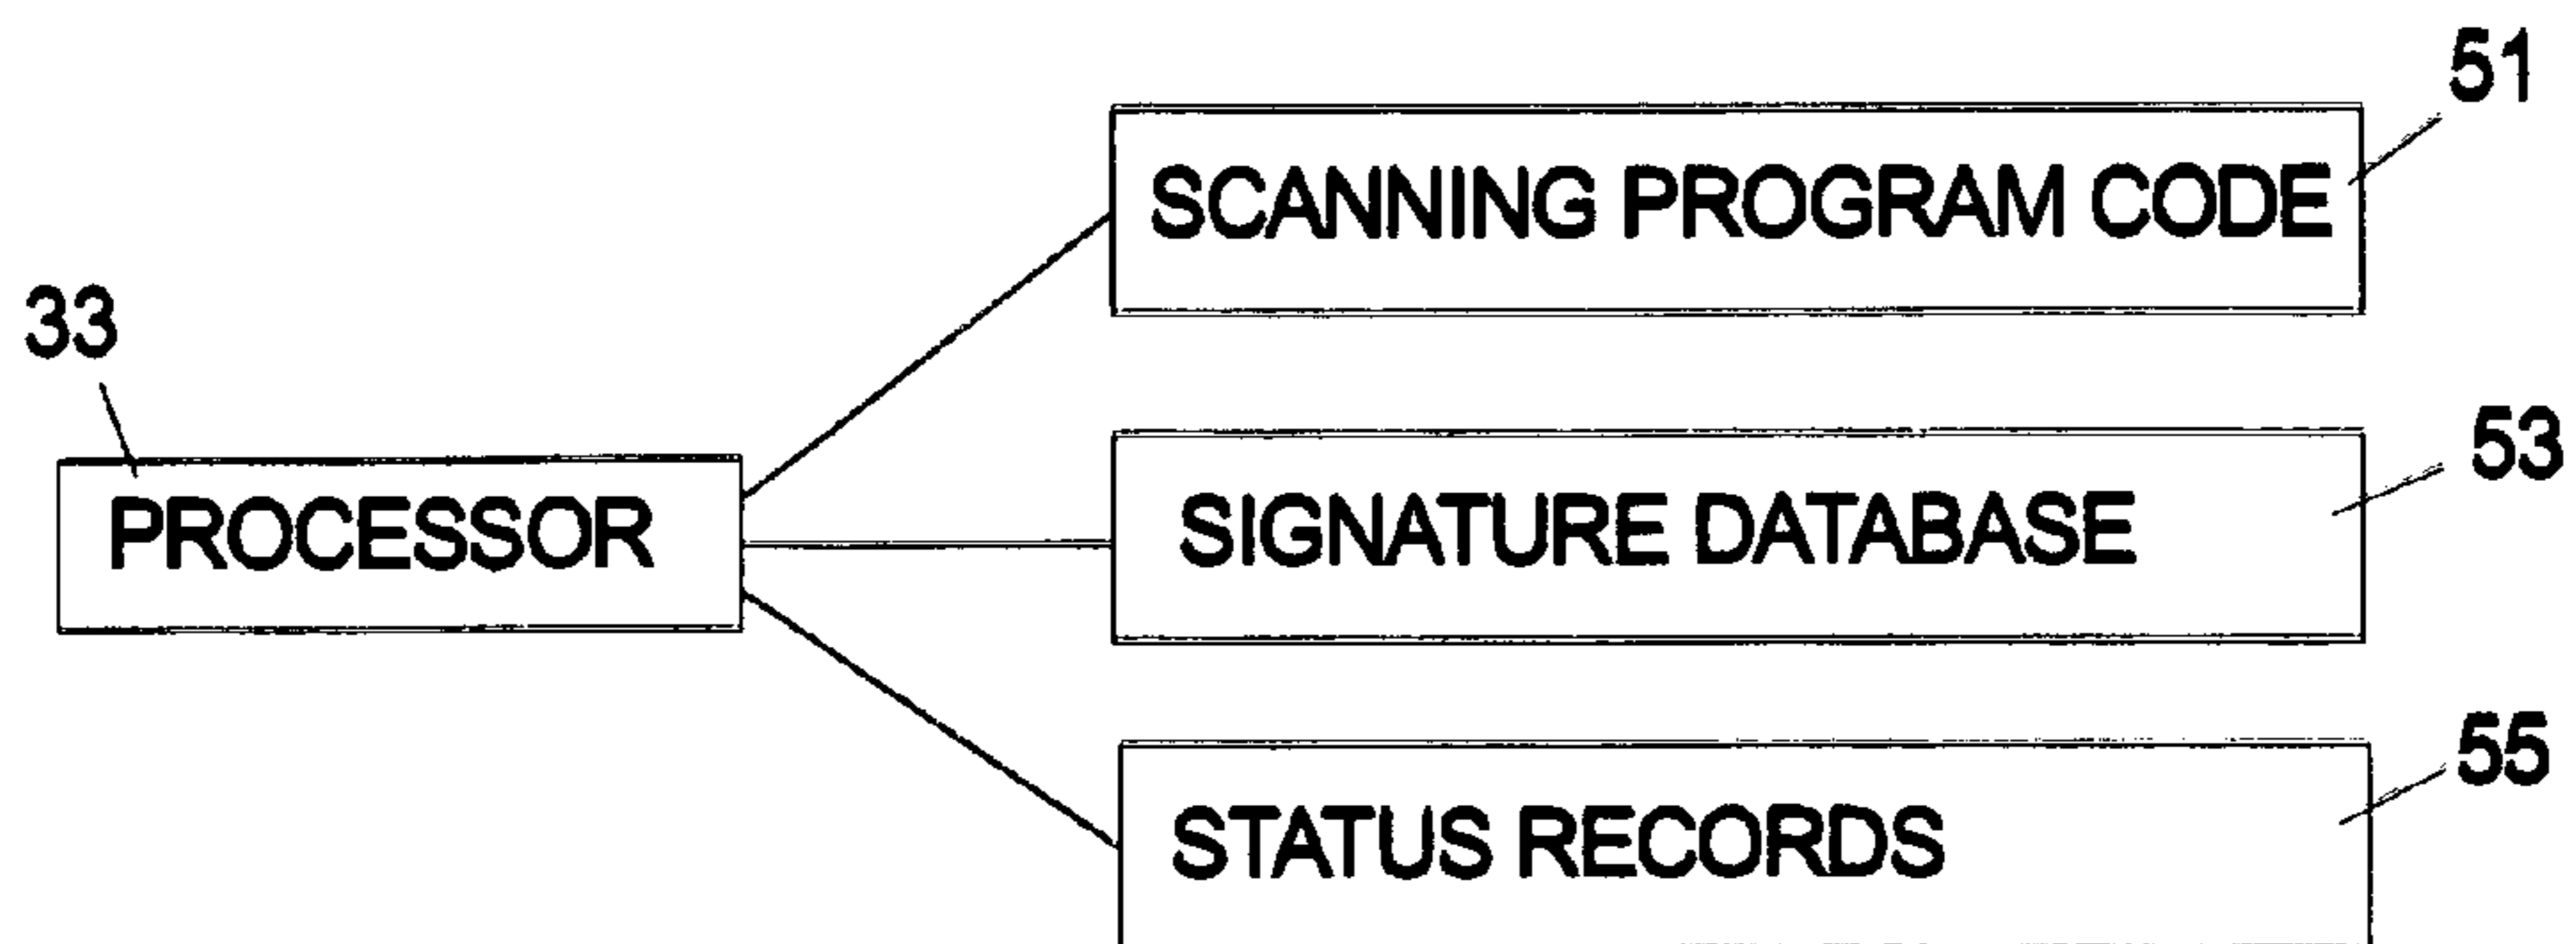 51
SCANNING PROGRAM CODE
33
53
PROCESSOR
SIGNATURE DATABASE
55
STATUS RECORDS